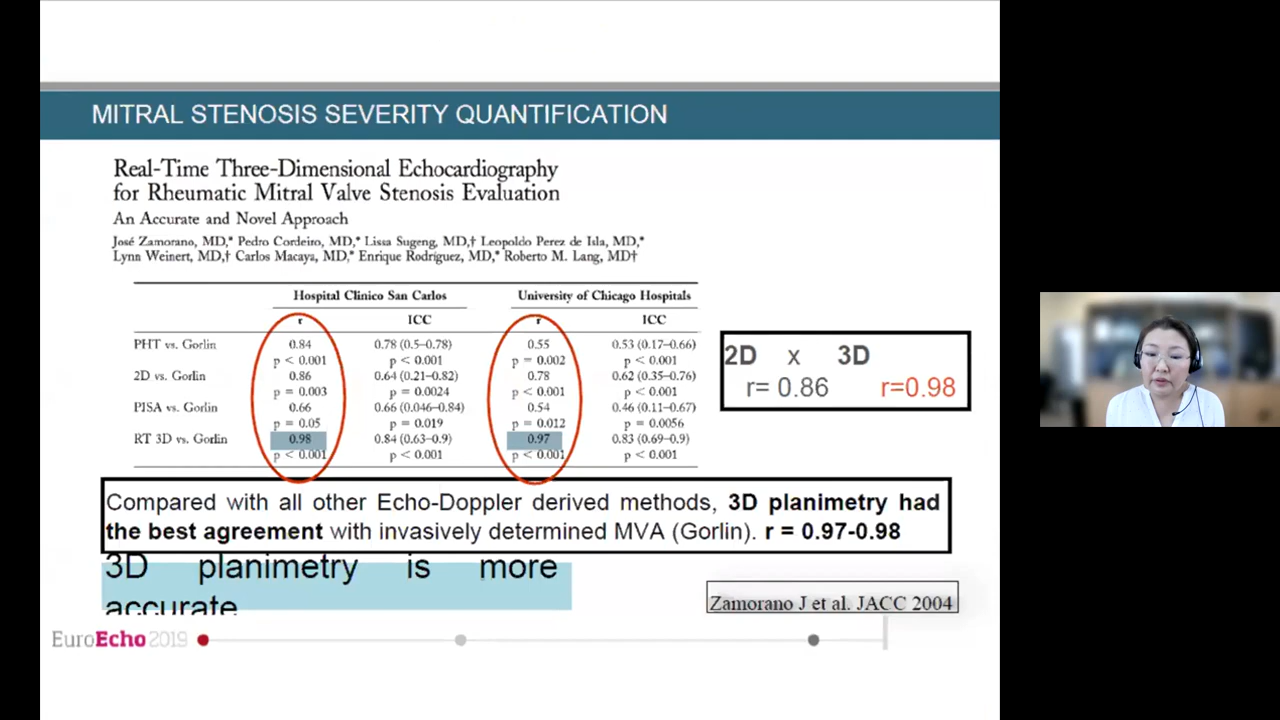 MITRAL STENOSIS SEVERITY QUANTIFICATION
Real-Time Three-Dimensional Echocardiography
for Rheumatic Mitral Valve Stenosis Evaluation
An Accurate and Novel Approach
José Zamorano, MD,* Pedro Cordeiro, MD,* Lissa Sugeng, MD,† Leopoldo Perez de Isla, MD,*
Lynn Weinert, MD,† Carlos Macaya, MD,* Enrique Rodríguez, MD,* Roberto M. Lang, MD†
Hospital Clinico San Carlos University of Chicago Hospitals
r ICC r ICC
PHT vs. Gorlin 0.84 0.78 (0.5–0.78) 0.55 0.53 (0.17–0.66)
p < 0.001 p < 0.001 p = 0.002 p < 0.001
2D vs. Gorlin 0.86 0.64 (0.21–0.82) 0.78 0.62 (0.35–0.76)
p = 0.003 p = 0.0024 p < 0.001 p < 0.001
PISA vs. Gorlin 0.66 0.66 (0.046–0.84) 0.54 0.46 (0.11–0.67)
p = 0.05 p = 0.019 p = 0.012 p = 0.0056
RT 3D vs. Gorlin 0.98 0.84 (0.63–0.9) 0.97 0.83 (0.69–0.9)
p < 0.001 p < 0.001 p < 0.001 p < 0.001
2D x 3D
r= 0.86 r=0.98
Compared with all other Echo-Doppler derived methods, 3D planimetry had
the best agreement with invasively determined MVA (Gorlin). r = 0.97-0.98
3D planimetry is more
accurate
Zamorano J et al. JACC 2004
EuroEcho 2019